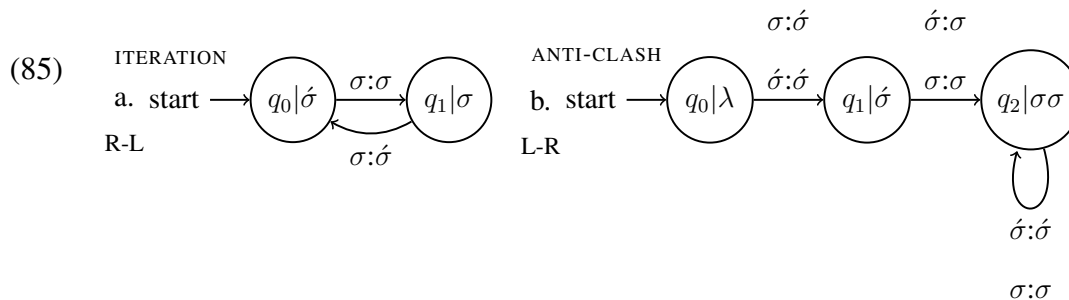 (85)
ITERATION
a. start
R-L
q₀|σ́
σ:σ
σ:σ́
q₁|σ
ANTI-CLASH
b. start
L-R
q₀|λ
σ:σ́
σ́:σ́
q₁|σ́
σ́:σ
σ:σ
q₂|σσ
σ́:σ́
σ:σ